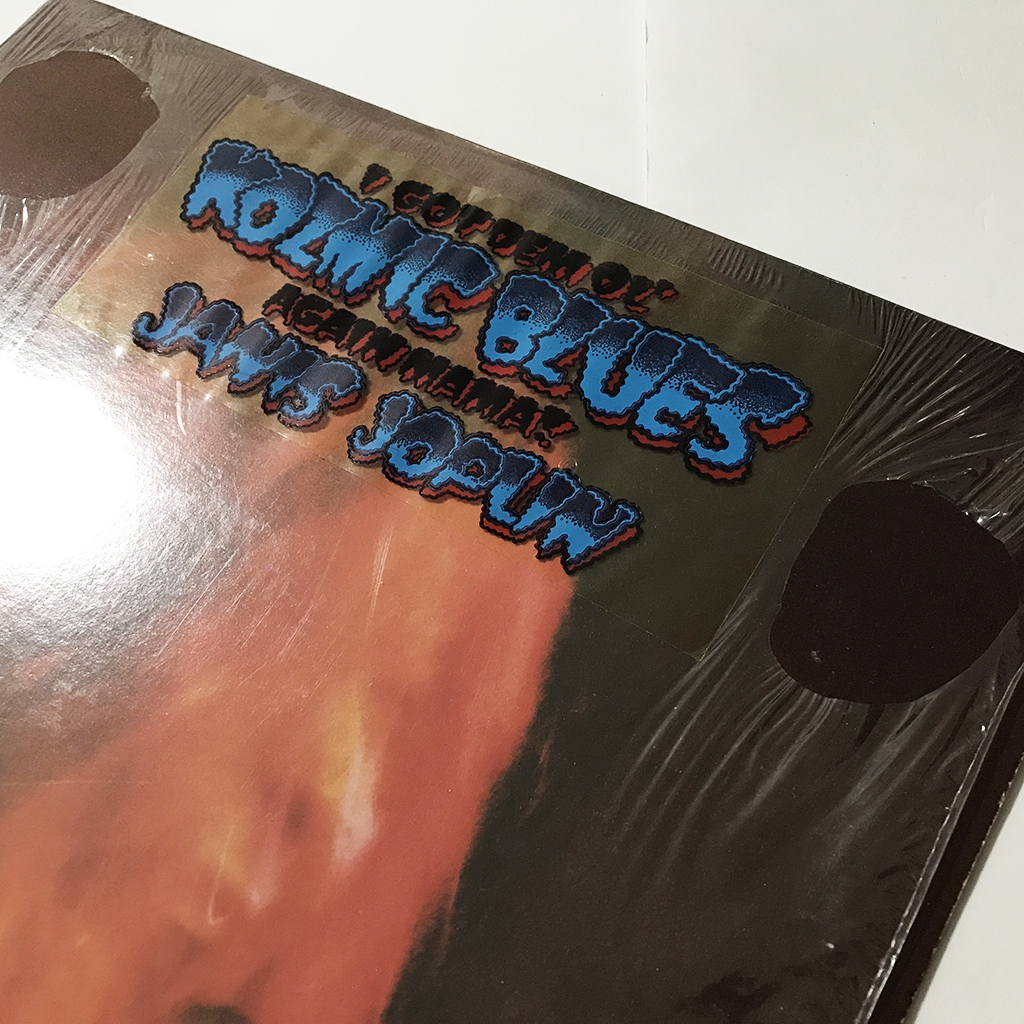 I GOT DEM OL'
KOZMIC BLUES
AGAIN MAMA!
JANIS JOPLIN